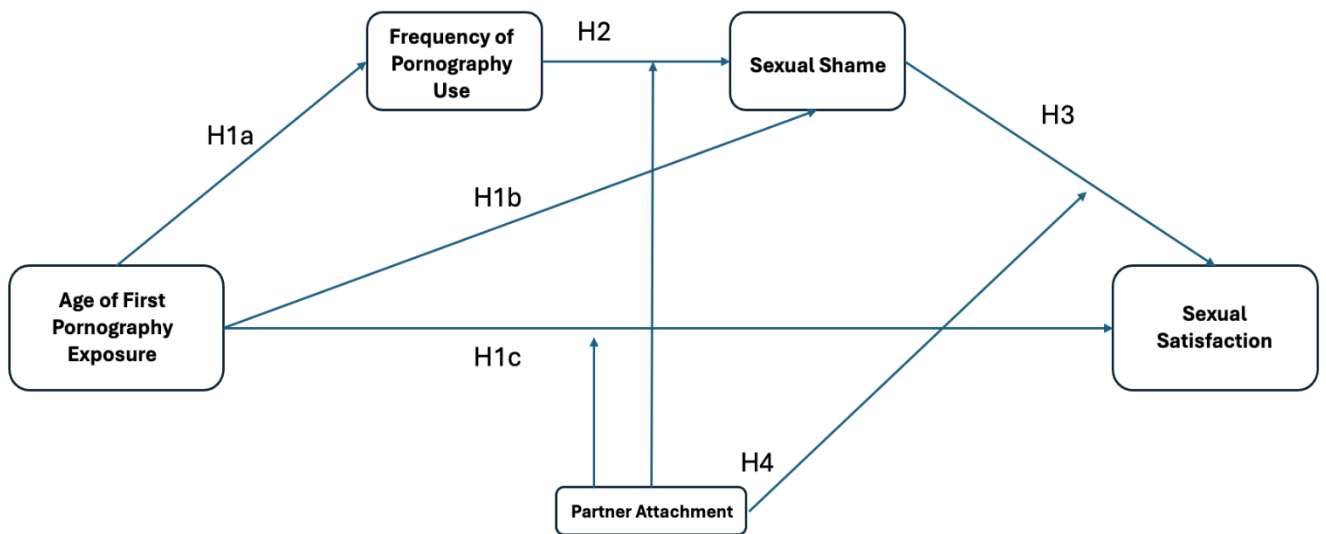 Frequency of
Pornography
Use
H2
Sexual Shame
H1a
H3
H1b
Age of First
Pornography
Exposure
H1c
Sexual
Satisfaction
H4
Partner Attachment